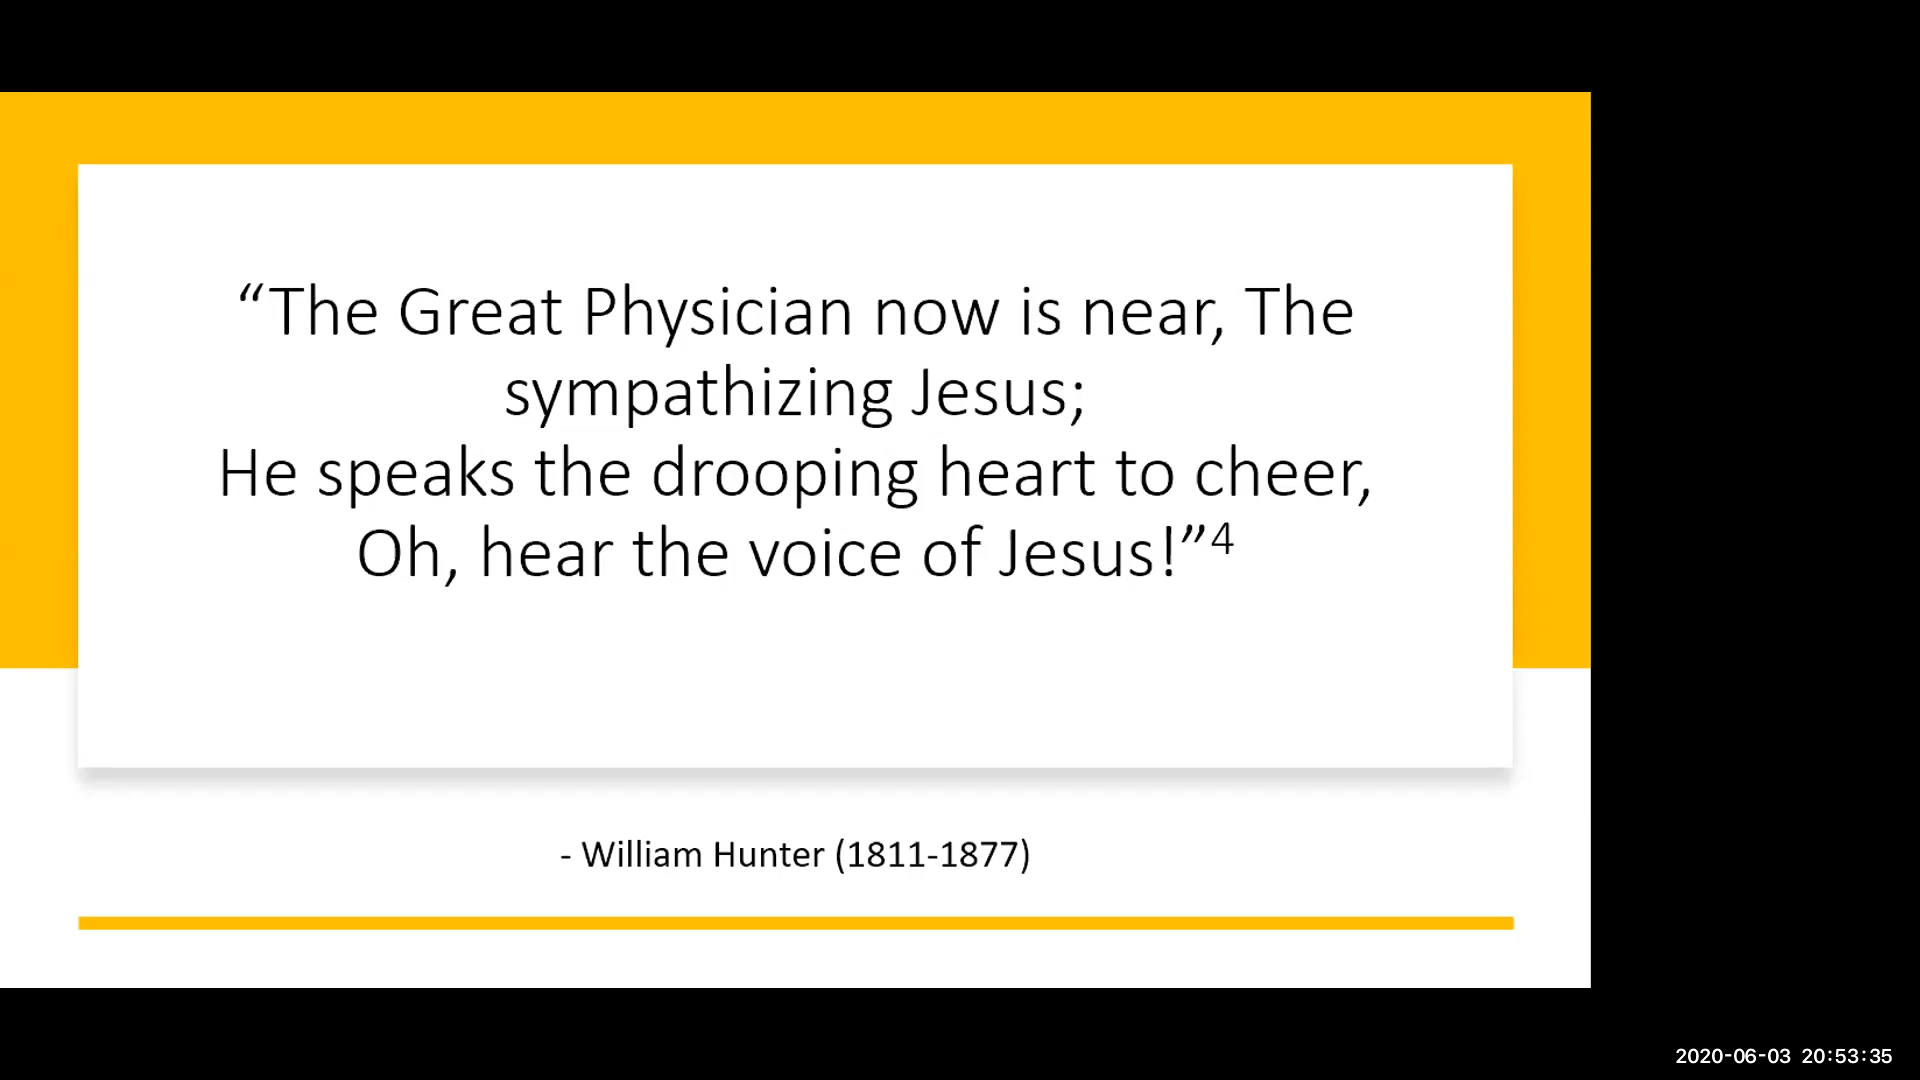 “The Great Physician now is near, The
sympathizing Jesus;
He speaks the drooping heart to cheer,
Oh, hear the voice of Jesus!”4
- William Hunter (1811-1877)
2020-06-03 20:53:35